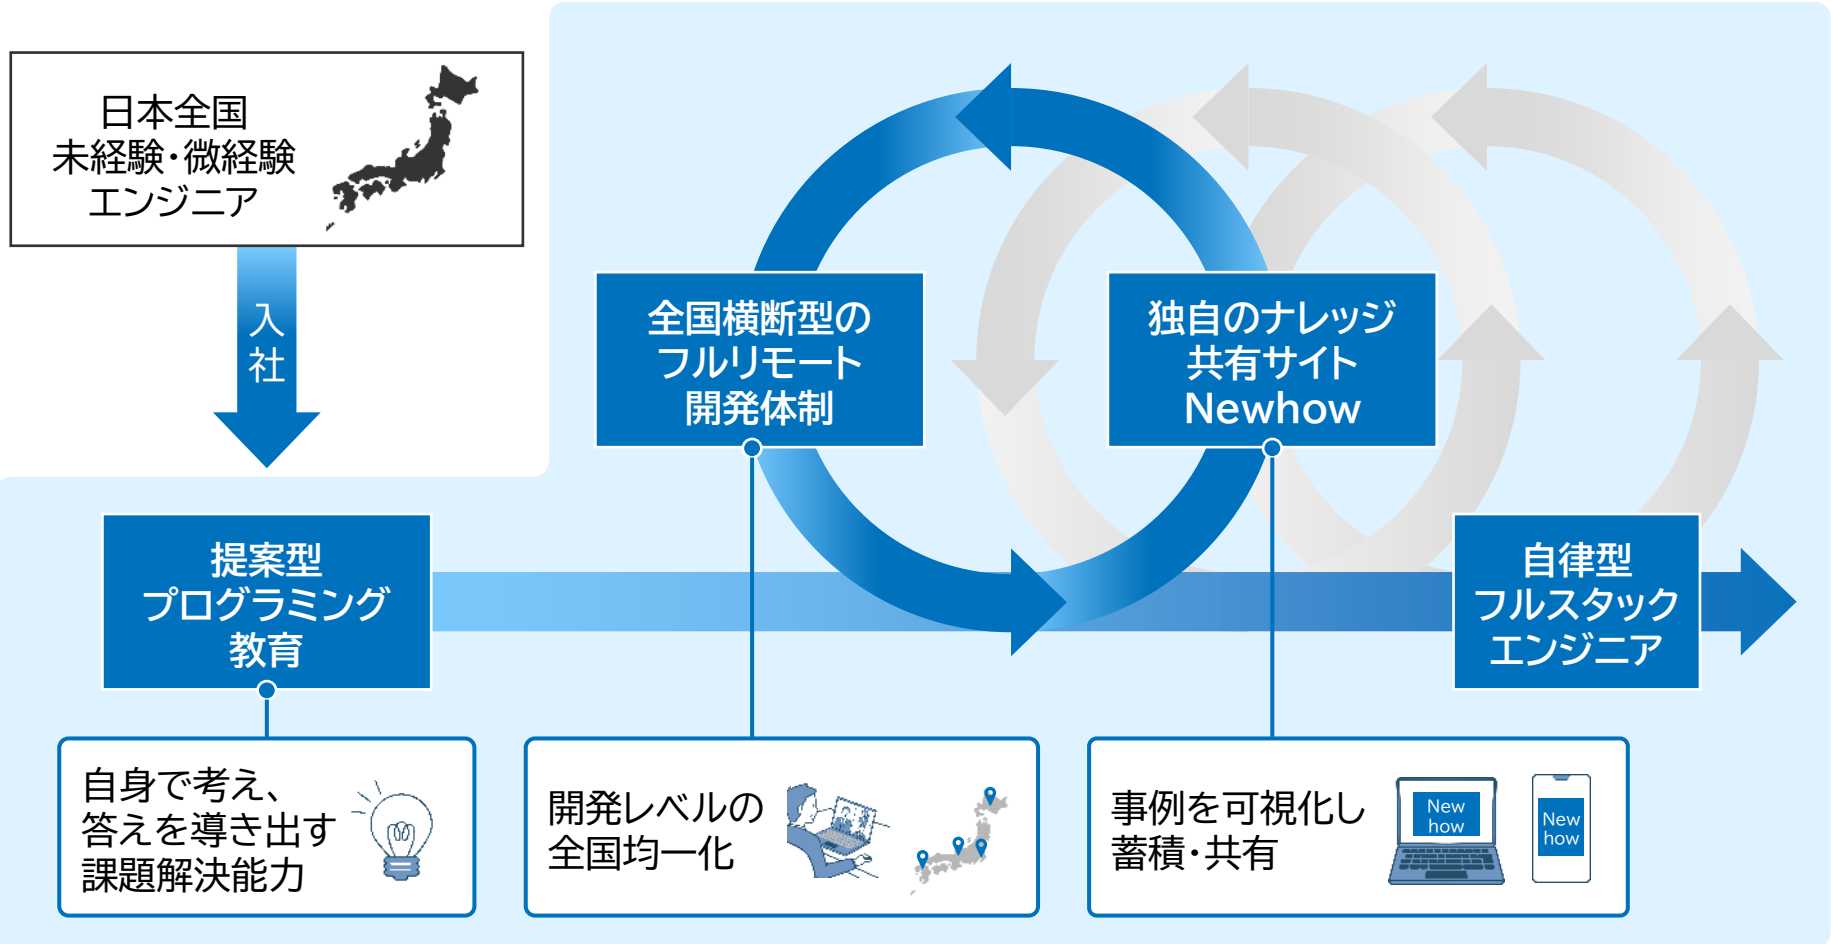 日本全国
未経験・微経験
エンジニア
入
社
全国横断型の
フルリモート
開発体制
独自のナレッジ
共有サイト
Newhow
提案型
プログラミング
教育
自律型
フルスタック
エンジニア
自身で考え、
答えを導き出す
課題解決能力
開発レベルの
全国均一化
事例を可視化し
蓄積・共有
New
how
New
how